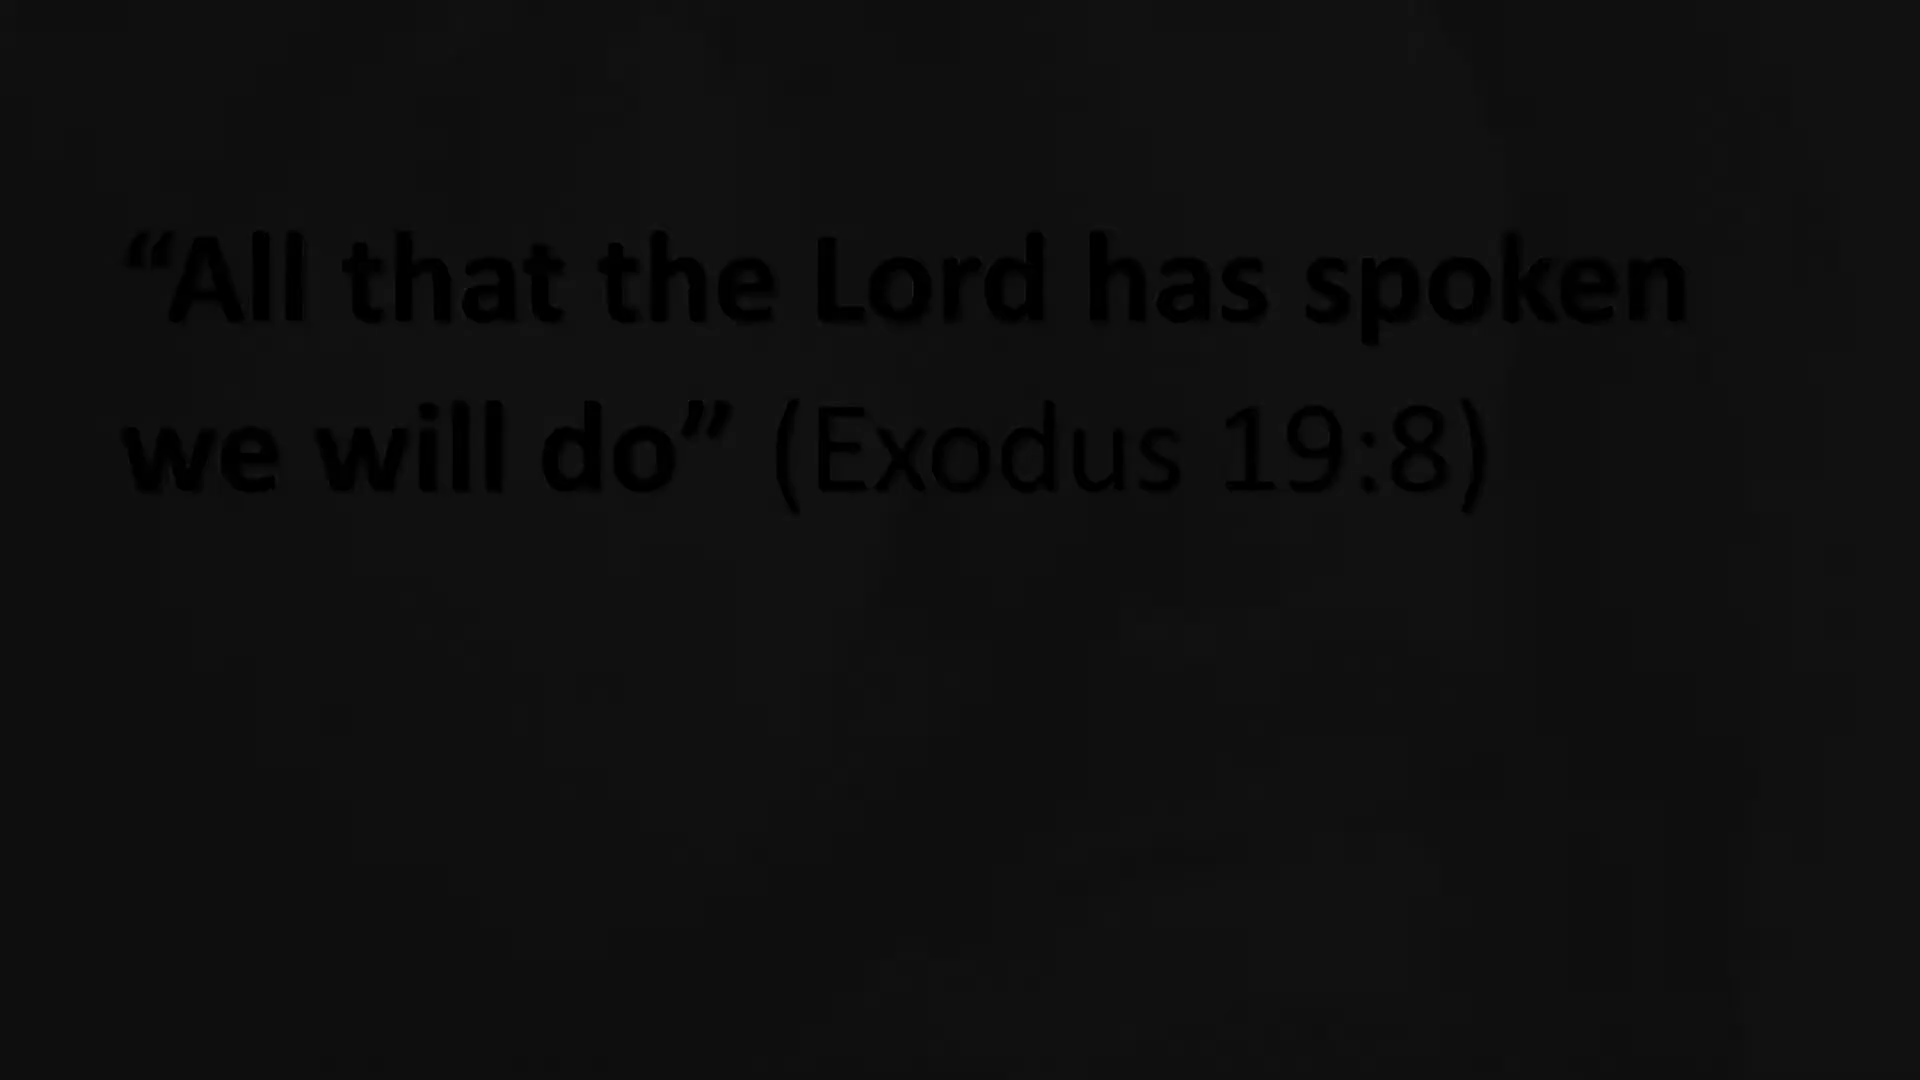 “All that the Lord has spoken
we will do” (Exodus 19:8)